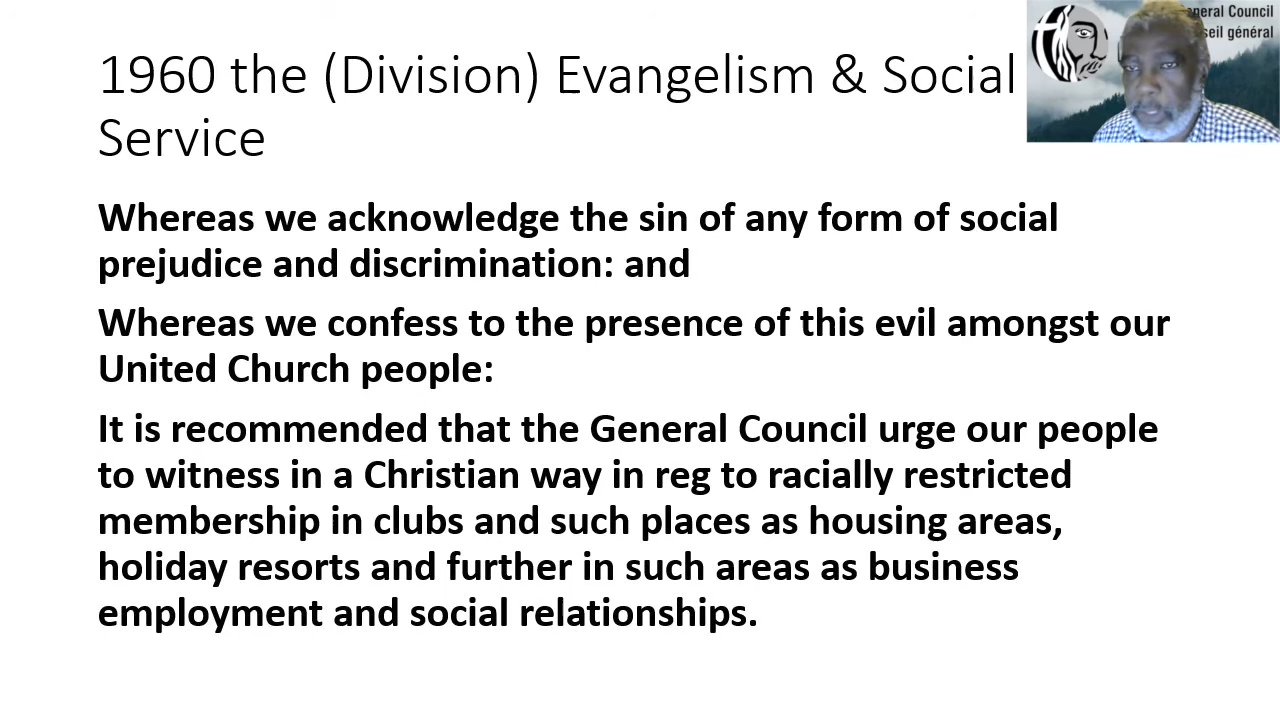 1960 the (Division) Evangelism & Social
Service
eneral Council
seil général
Whereas we acknowledge the sin of any form of social
prejudice and discrimination: and
Whereas we confess to the presence of this evil amongst our
United Church people:
It is recommended that the General Council urge our people
to witness in a Christian way in reg to racially restricted
membership in clubs and such places as housing areas,
holiday resorts and further in such areas as business
employment and social relationships.